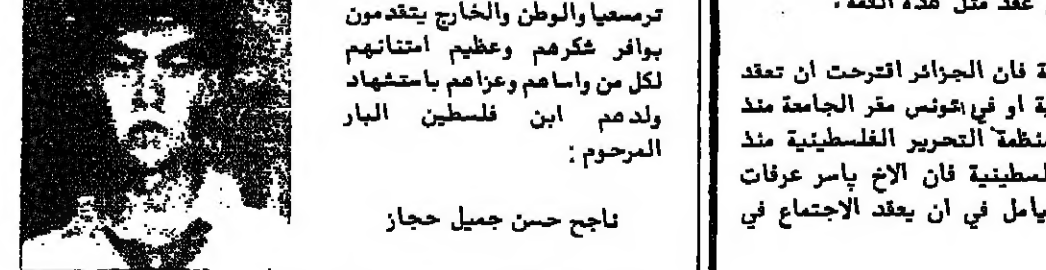 عقد مثل هذه القمة .
ة فان الجزائر اقترحت ان تعقد
ية او في تونس مقر الجامعة منذ
منظمة التحرير الفلسطينية منذ
لسطينية فان الاخ ياسر عرفات
يامل في ان يعقد الاجتماع في
ترمسعيا والوطن والخارج يتقدمون
بوافر شكرهم وعظيم امتنانهم
لكل من واساهم وعزاهم باستشهاد
ولدهم ابن فلسطين البار
المرحوم :
ناجح حسن جميل حجاز